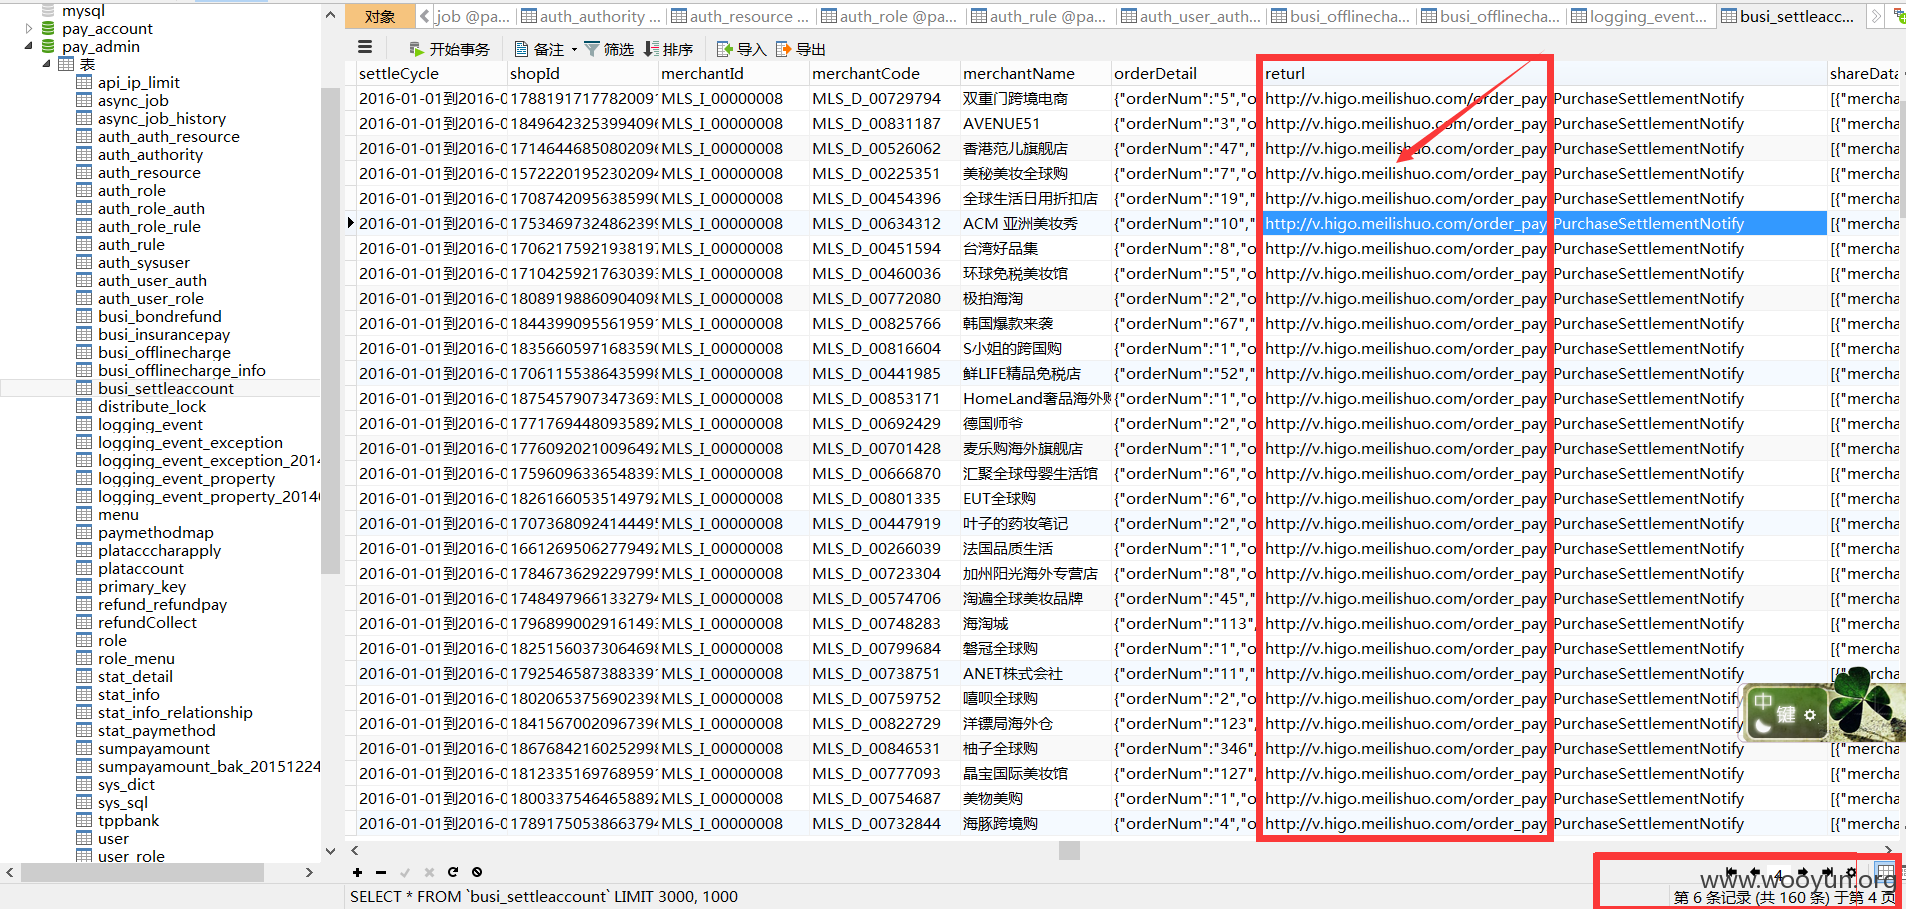 mysql
pay_account
pay_admin
表
api_ip_limit
async_job
async_job_history
auth_auth_resource
auth_authority
auth_resource
auth_role
auth_role_auth
auth_role_rule
auth_rule
auth_sysuser
auth_user_auth
auth_user_role
busi_bondrefund
busi_insurancepay
busi_offlinecharge
busi_offlinecharge_info
busi_settleaccount
distribute_lock
logging_event
logging_event_exception
logging_event_exception_2014
logging_event_property
logging_event_property_20140
menu
paymethodmap
platacccharapply
plataccount
primary_key
refund_refundpay
refundCollect
role
role_menu
stat_detail
stat_info
stat_info_relationship
stat_paymethod
sumpayamount
sumpayamount_bak_20151224
sys_dict
sys_sql
tppbank
user
user_role
对象 job @pa... auth_authority ... auth_resource ... auth_role @pa... auth_rule @pa... auth_user_auth... busi_offlinecha... busi_offlinecha... logging_event... busi_settleacc...
开始事务 备注 筛选 排序 导入 导出
settleCycle shopId merchantId merchantCode merchantName orderDetail returl shareData
2016-01-01到2016-0 1788191717782009 MLS_I_00000008 MLS_D_00729794 双重门跨境电商 {"orderNum":"5","o http://v.higo.meilishuo.com/order_pay PurchaseSettlementNotify [{"mercha
2016-01-01到2016-0 1849642325399409 MLS_I_00000008 MLS_D_00831187 AVENUE51 {"orderNum":"3","o http://v.higo.meilishuo.com/order_pay PurchaseSettlementNotify [{"mercha
2016-01-01到2016-0 1714644685080209 MLS_I_00000008 MLS_D_00526062 香港范儿旗舰店 {"orderNum":"47"," http://v.higo.meilishuo.com/order_pay PurchaseSettlementNotify [{"mercha
2016-01-01到2016-0 1572220195230209 MLS_I_00000008 MLS_D_00225351 美秘美妆全球购 {"orderNum":"7","o http://v.higo.meilishuo.com/order_pay PurchaseSettlementNotify [{"mercha
2016-01-01到2016-0 1708742095638599 MLS_I_00000008 MLS_D_00454396 全球生活日用折扣店 {"orderNum":"19"," http://v.higo.meilishuo.com/order_pay PurchaseSettlementNotify [{"mercha
2016-01-01到2016-0 1753469732486239 MLS_I_00000008 MLS_D_00634312 ACM 亚洲美妆秀 {"orderNum":"10"," http://v.higo.meilishuo.com/order_pay PurchaseSettlementNotify [{"mercha
2016-01-01到2016-0 1706217592193819 MLS_I_00000008 MLS_D_00451594 台湾好品集 {"orderNum":"8","o http://v.higo.meilishuo.com/order_pay PurchaseSettlementNotify [{"mercha
2016-01-01到2016-0 1710425921763039 MLS_I_00000008 MLS_D_00460036 环球免税美妆馆 {"orderNum":"5","o http://v.higo.meilishuo.com/order_pay PurchaseSettlementNotify [{"mercha
2016-01-01到2016-0 1808919886090409 MLS_I_00000008 MLS_D_00772080 极拍海淘 {"orderNum":"2","o http://v.higo.meilishuo.com/order_pay PurchaseSettlementNotify [{"mercha
2016-01-01到2016-0 1844399095561959 MLS_I_00000008 MLS_D_00825766 韩国爆款来袭 {"orderNum":"67"," http://v.higo.meilishuo.com/order_pay PurchaseSettlementNotify [{"mercha
2016-01-01到2016-0 1835660597168359 MLS_I_00000008 MLS_D_00816604 S小姐的跨国购 {"orderNum":"1","o http://v.higo.meilishuo.com/order_pay PurchaseSettlementNotify [{"mercha
2016-01-01到2016-0 1706115538643599 MLS_I_00000008 MLS_D_00441985 鲜LIFE精品免税店 {"orderNum":"52"," http://v.higo.meilishuo.com/order_pay PurchaseSettlementNotify [{"mercha
2016-01-01到2016-0 1875457907347369 MLS_I_00000008 MLS_D_00853171 HomeLand奢品海外购 {"orderNum":"1","o http://v.higo.meilishuo.com/order_pay PurchaseSettlementNotify [{"mercha
2016-01-01到2016-0 1771769448093589 MLS_I_00000008 MLS_D_00692429 德国师爷 {"orderNum":"2","o http://v.higo.meilishuo.com/order_pay PurchaseSettlementNotify [{"mercha
2016-01-01到2016-0 1776092021009649 MLS_I_00000008 MLS_D_00701428 麦乐购海外旗舰店 {"orderNum":"1","o http://v.higo.meilishuo.com/order_pay PurchaseSettlementNotify [{"mercha
2016-01-01到2016-0 1759609633654839 MLS_I_00000008 MLS_D_00666870 汇聚全球母婴生活馆 {"orderNum":"6","o http://v.higo.meilishuo.com/order_pay PurchaseSettlementNotify [{"mercha
2016-01-01到2016-0 1826166053514979 MLS_I_00000008 MLS_D_00801335 EUT全球购 {"orderNum":"6","o http://v.higo.meilishuo.com/order_pay PurchaseSettlementNotify [{"mercha
2016-01-01到2016-0 1707368092414449 MLS_I_00000008 MLS_D_00447919 叶子的药妆笔记 {"orderNum":"2","o http://v.higo.meilishuo.com/order_pay PurchaseSettlementNotify [{"mercha
2016-01-01到2016-0 1661269506277949 MLS_I_00000008 MLS_D_00266039 法国品质生活 {"orderNum":"1","o http://v.higo.meilishuo.com/order_pay PurchaseSettlementNotify [{"mercha
2016-01-01到2016-0 1784673629229799 MLS_I_00000008 MLS_D_00723304 加州阳光海外专营店 {"orderNum":"8","o http://v.higo.meilishuo.com/order_pay PurchaseSettlementNotify [{"mercha
2016-01-01到2016-0 1748497966133279 MLS_I_00000008 MLS_D_00574706 淘遍全球美妆品牌 {"orderNum":"45"," http://v.higo.meilishuo.com/order_pay PurchaseSettlementNotify [{"mercha
2016-01-01到2016-0 1796899002916149 MLS_I_00000008 MLS_D_00748283 海淘城 {"orderNum":"113", http://v.higo.meilishuo.com/order_pay PurchaseSettlementNotify [{"mercha
2016-01-01到2016-0 1825156037306469 MLS_I_00000008 MLS_D_00799684 磐冠全球购 {"orderNum":"1","o http://v.higo.meilishuo.com/order_pay PurchaseSettlementNotify [{"mercha
2016-01-01到2016-0 1792546587388339 MLS_I_00000008 MLS_D_00738751 ANET株式会社 {"orderNum":"11"," http://v.higo.meilishuo.com/order_pay PurchaseSettlementNotify [{"mercha
2016-01-01到2016-0 1802065375690239 MLS_I_00000008 MLS_D_00759752 嘻呗全球购 {"orderNum":"2","o http://v.higo.meilishuo.com/order_pay PurchaseSettlementNotify
2016-01-01到2016-0 1841567002096739 MLS_I_00000008 MLS_D_00822729 洋镖局海外仓 {"orderNum":"123", http://v.higo.meilishuo.com/order_pay PurchaseSettlementNotify
2016-01-01到2016-0 1867684216025299 MLS_I_00000008 MLS_D_00846531 柚子全球购 {"orderNum":"346", http://v.higo.meilishuo.com/order_pay PurchaseSettlementNotify [{"mercha
2016-01-01到2016-0 1812335169768959 MLS_I_00000008 MLS_D_00777093 晶宝国际美妆馆 {"orderNum":"127", http://v.higo.meilishuo.com/order_pay PurchaseSettlementNotify [{"mercha
2016-01-01到2016-0 1800337546465889 MLS_I_00000008 MLS_D_00754687 美物美购 {"orderNum":"1","o http://v.higo.meilishuo.com/order_pay PurchaseSettlementNotify [{"mercha
2016-01-01到2016-0 1789175053866379 MLS_I_00000008 MLS_D_00732844 海豚跨境购 {"orderNum":"4","o http://v.higo.meilishuo.com/order_pay PurchaseSettlementNotify [{"mercha
中 键
4
www.wooyun.org
SELECT * FROM `busi_settleaccount` LIMIT 3000, 1000
第 6 条记录 (共 160 条) 于第 4 页